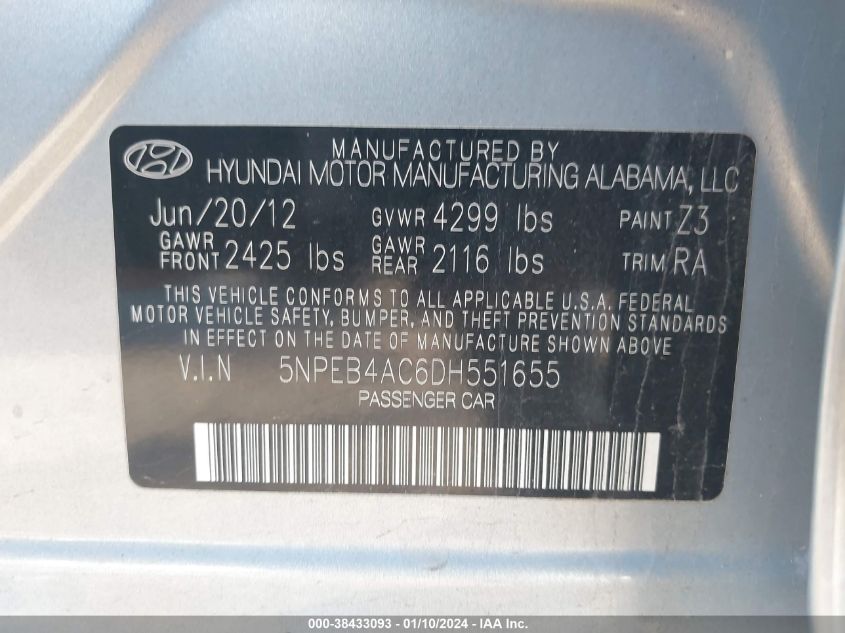 MANUFACTURED BY
HYUNDAI MOTOR MANUFACTURING ALABAMA, LLC
Jun/20/12 GVWR 4299 lbs PAINT Z3
GAWR FRONT 2425 lbs GAWR REAR 2116 lbs TRIM RA
THIS VEHICLE CONFORMS TO ALL APPLICABLE U.S.A. FEDERAL
MOTOR VEHICLE SAFETY, BUMPER, AND THEFT PREVENTION STANDARDS
IN EFFECT ON THE DATE OF MANUFACTURE SHOWN ABOVE
V.I.N 5NPEB4AC6DH551655
PASSENGER CAR
000-38433093 - 01/10/2024 - IAA Inc.